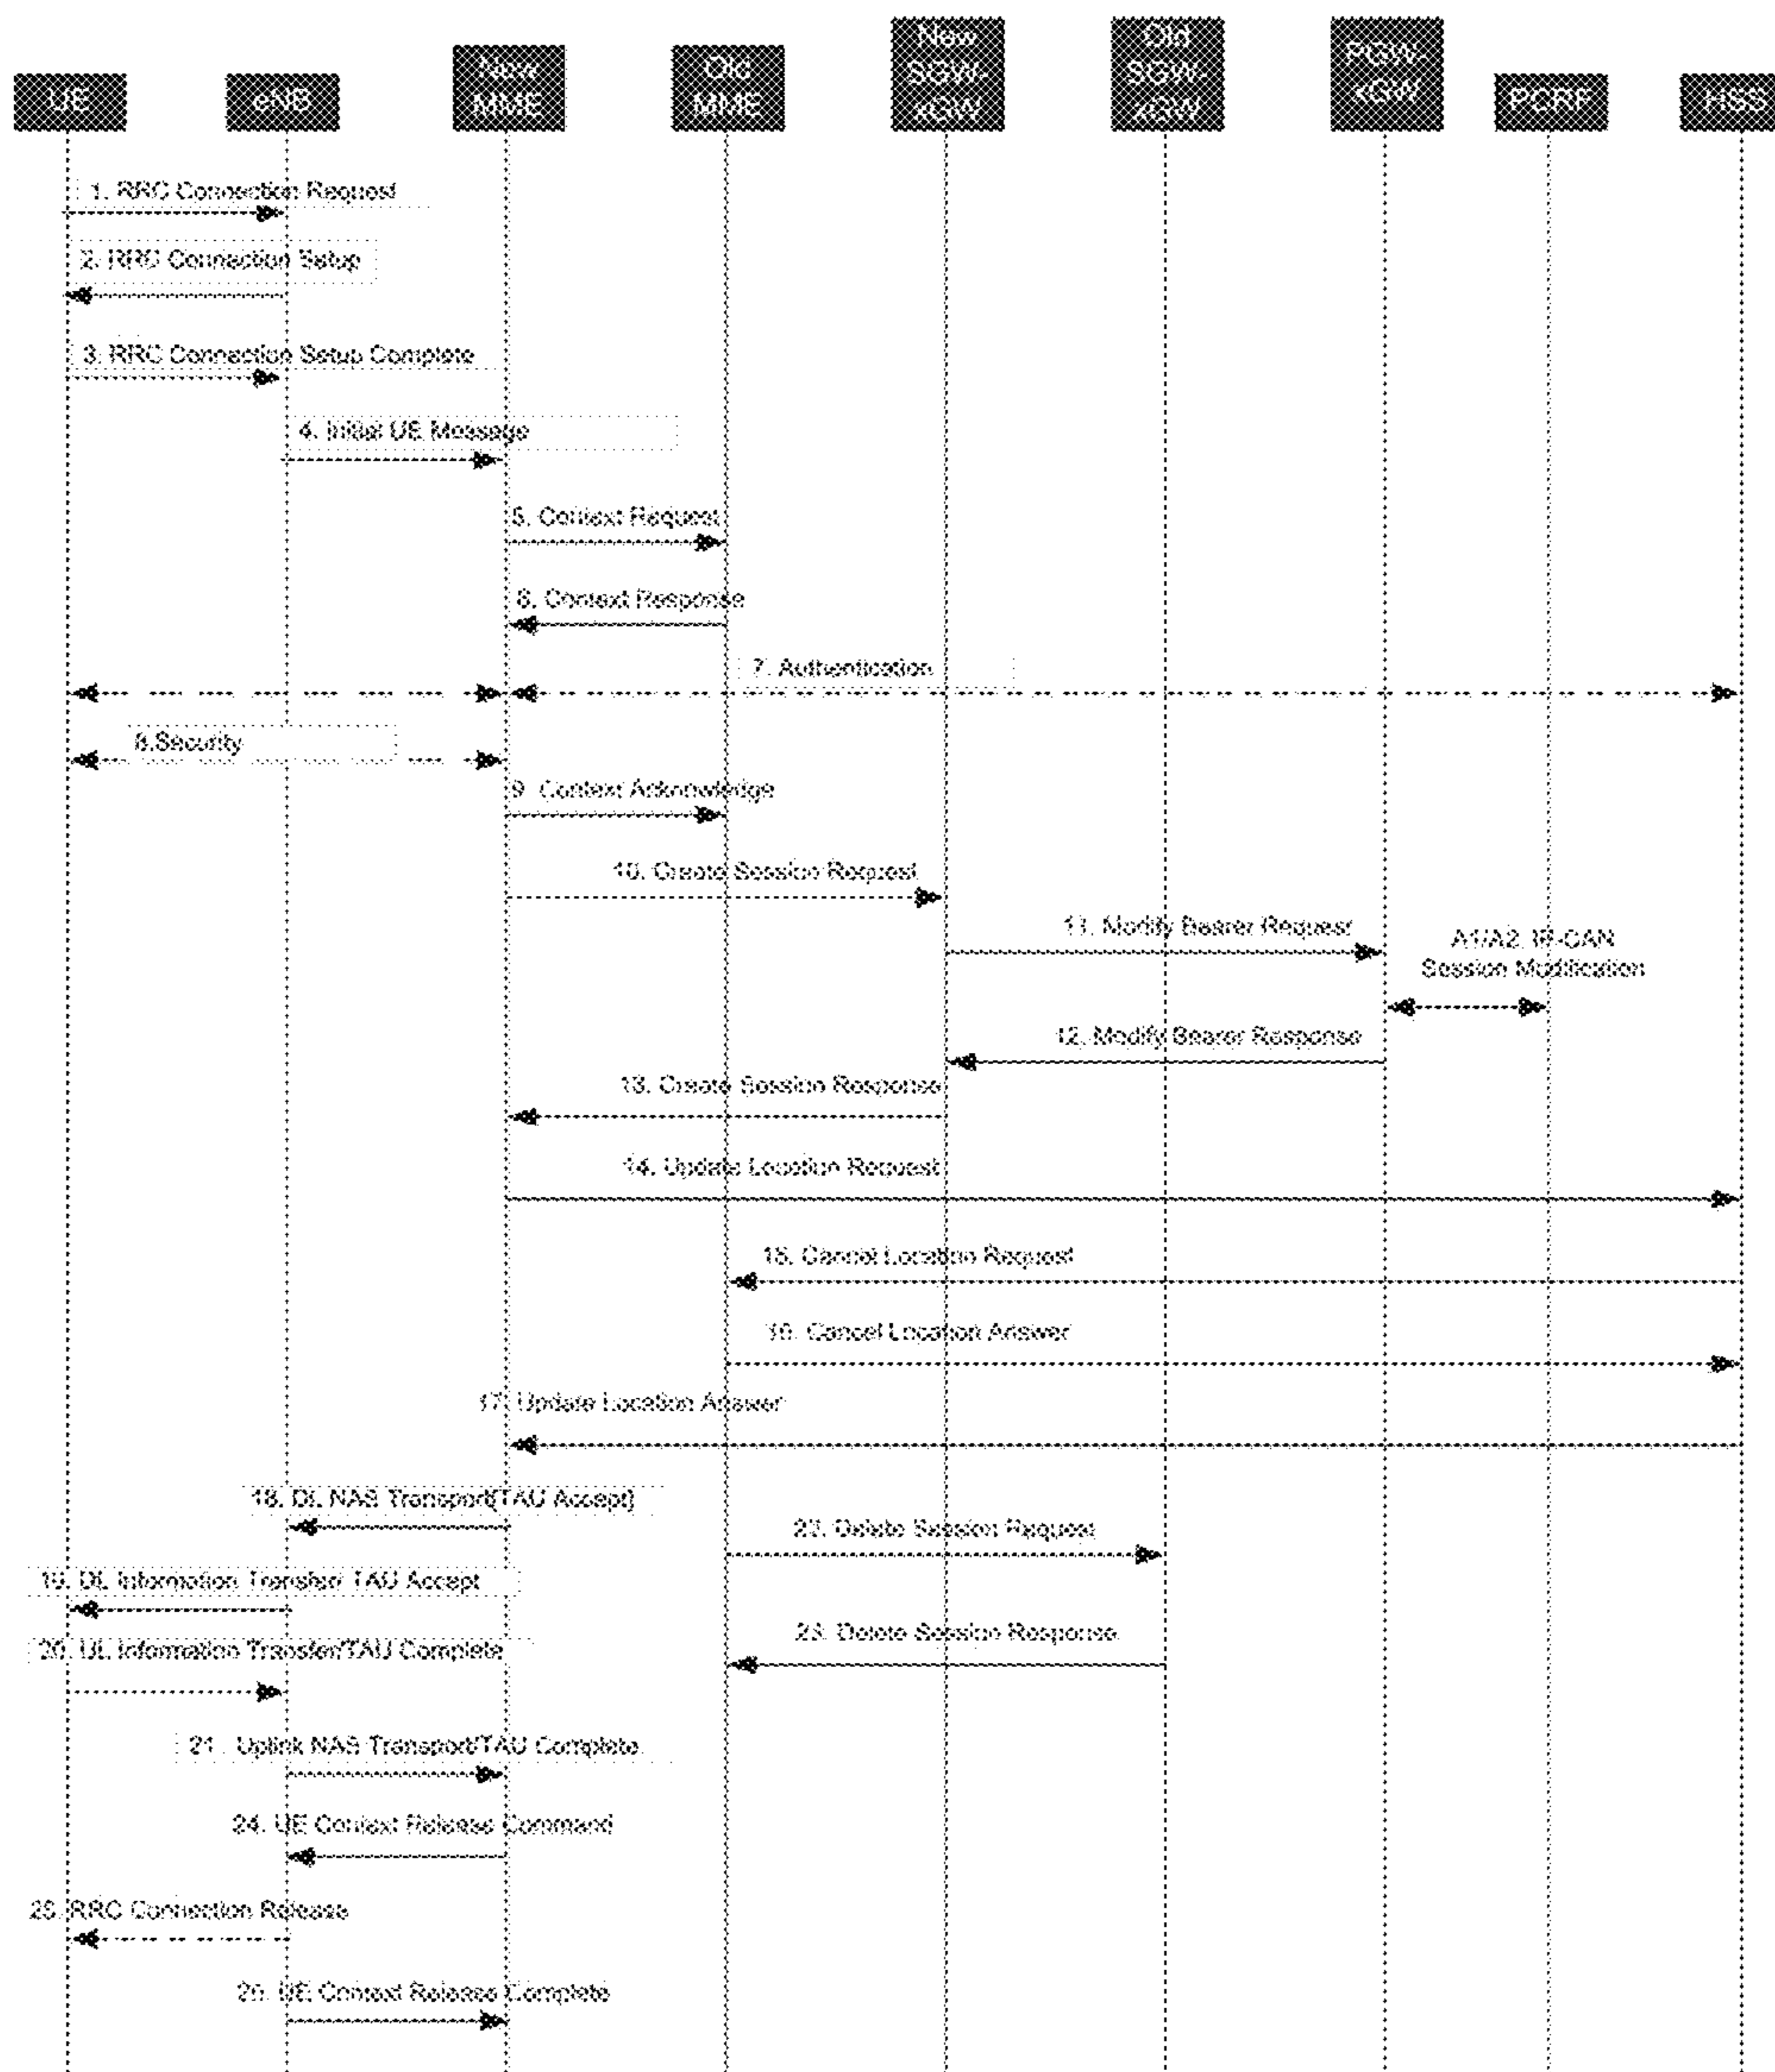 UE
eNB
New
MME
Old
MME
New
SGW-
xGW
Old
SGW-
xGW
PGW-
xGW
PCRF
HSS
1. RRC Connection Request
2. RRC Connection Setup
3. RRC Connection Setup Complete
4. Initial UE Message
5. Context Request
6. Context Response
7. Authentication
8.Security
9. Context Acknowledge
10. Create Session Request
11. Modify Bearer Request
A1/A2. IP-CAN
Session Modification
12. Modify Bearer Response
13. Create Session Response
14. Update Location Request
15. Cancel Location Request
16. Cancel Location Answer
17. Update Location Answer
18. DL NAS Transport[TAU Accept]
22. Delete Session Request
19. DL Information Transfer/ TAU Accept
20. UL Information Transfer/TAU Complete
23. Delete Session Response
21. Uplink NAS Transport/TAU Complete
24. UE Context Release Command
25. RRC Connection Release
26. UE Context Release Complete